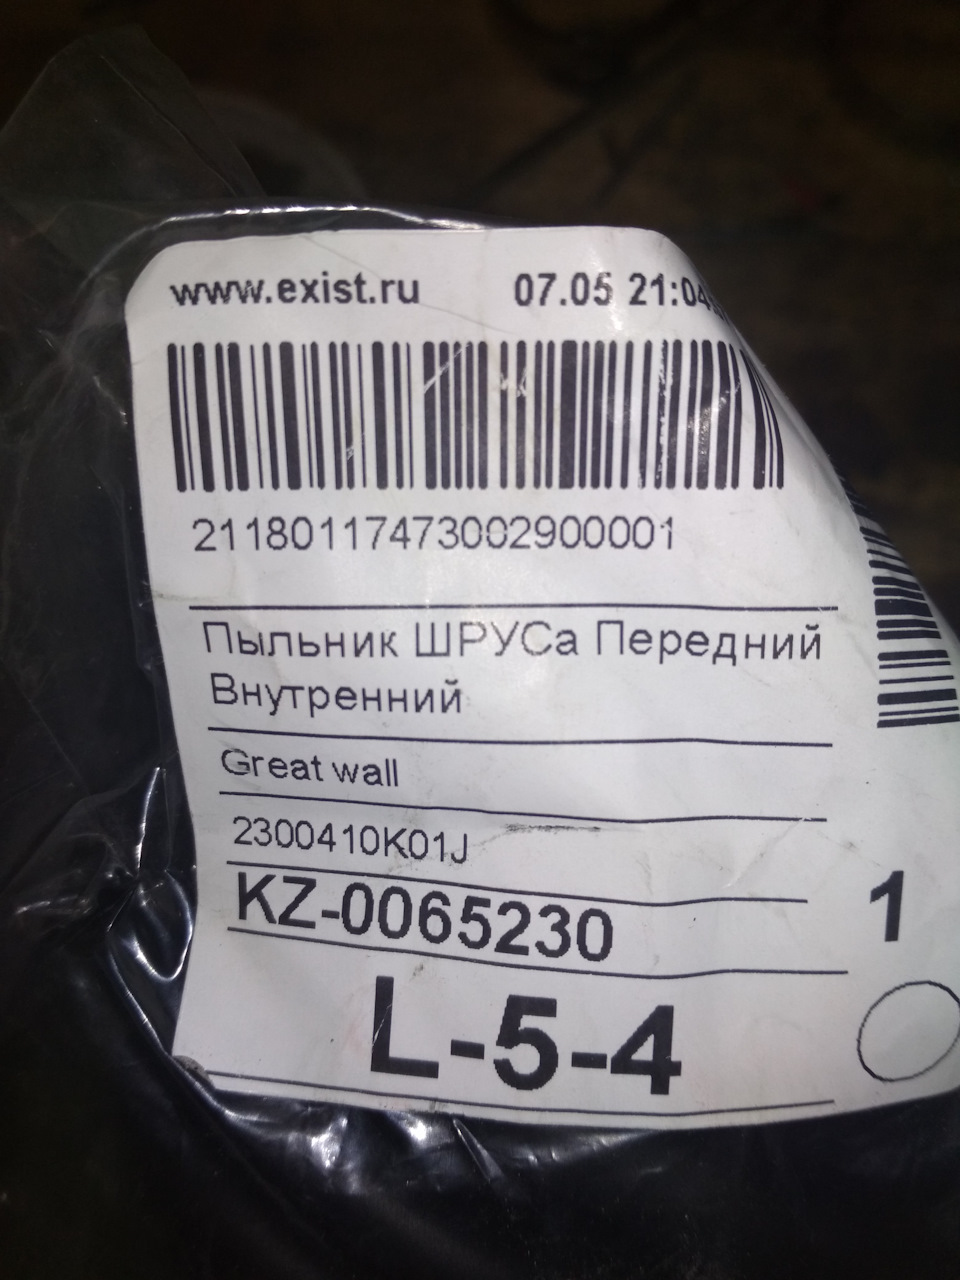 www.exist.ru 07.05 21:04
21180117473002900001
Пыльник ШРУСа Передний
Внутренний
Great wall
2300410K01J
KZ-0065230
1
L-5-4